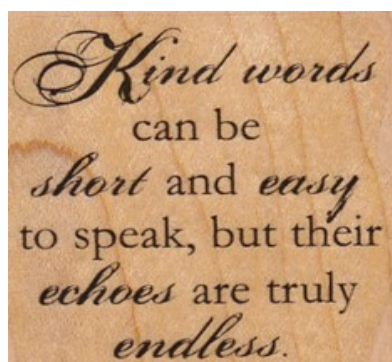 Kind words
can be
short and easy
to speak, but their
echoes are truly
endless.